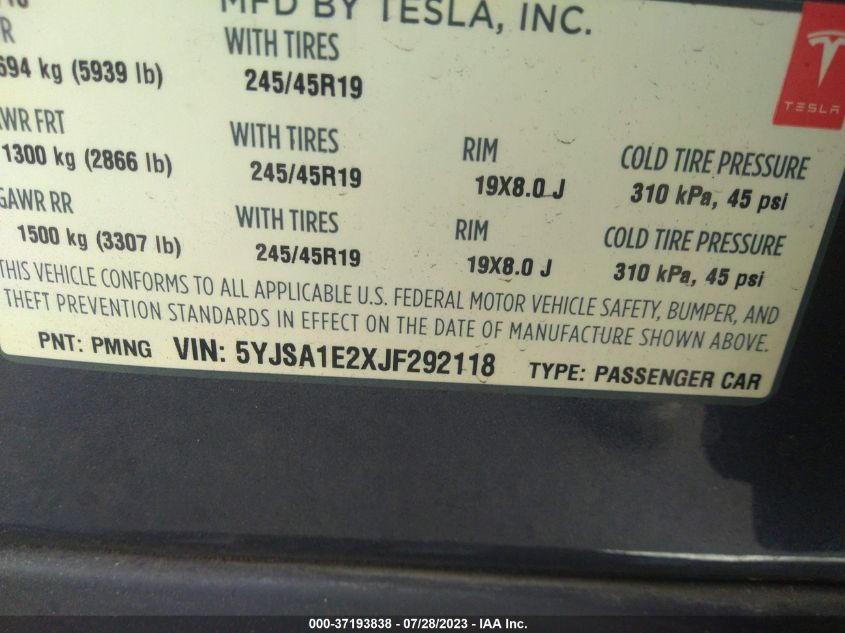 MFD BY TESLA, INC.
WITH TIRES
694 kg (5939 lb)
245/45R19
TESLA
WITH TIRES RIM COLD TIRE PRESSURE
1300 kg (2866 lb) 245/45R19 19X8.0 J 310 kPa, 45 psi
GAWR RR WITH TIRES RIM COLD TIRE PRESSURE
1500 kg (3307 lb) 245/45R19 19X8.0 J 310 kPa, 45 psi
THIS VEHICLE CONFORMS TO ALL APPLICABLE U.S. FEDERAL MOTOR VEHICLE SAFETY, BUMPER, AND
THEFT PREVENTION STANDARDS IN EFFECT ON THE DATE OF MANUFACTURE SHOWN ABOVE.
PNT: PMNG VIN: 5YJSA1E2XJF292118 TYPE: PASSENGER CAR
000-37193838 - 07/28/2023 - IAA Inc.